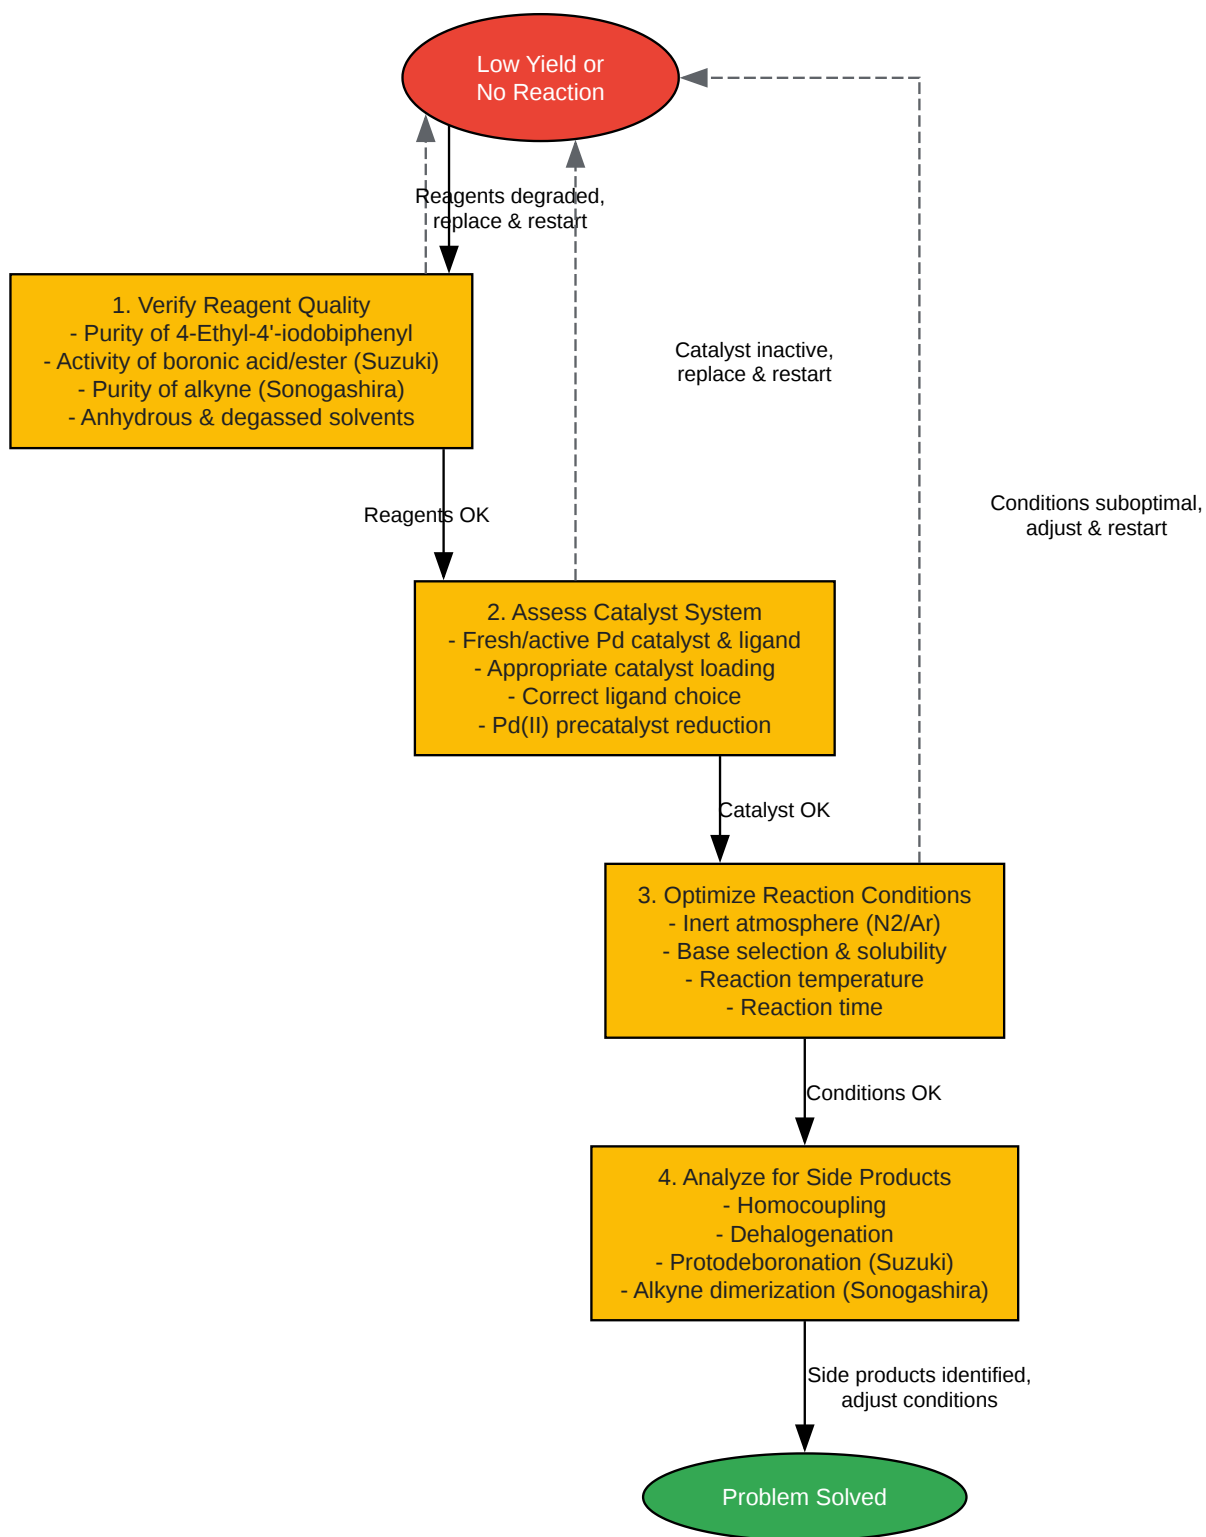 Low Yield or
No Reaction
Reagents degraded,
replace & restart
1. Verify Reagent Quality
- Purity of 4-Ethyl-4'-iodobiphenyl
- Activity of boronic acid/ester (Suzuki)
- Purity of alkyne (Sonogashira)
- Anhydrous & degassed solvents
Catalyst inactive,
replace & restart
Reagents OK
Conditions suboptimal,
adjust & restart
2. Assess Catalyst System
- Fresh/active Pd catalyst & ligand
- Appropriate catalyst loading
- Correct ligand choice
- Pd(II) precatalyst reduction
Catalyst OK
3. Optimize Reaction Conditions
- Inert atmosphere (N2/Ar)
- Base selection & solubility
- Reaction temperature
- Reaction time
Conditions OK
4. Analyze for Side Products
- Homocoupling
- Dehalogenation
- Protodeboronation (Suzuki)
- Alkyne dimerization (Sonogashira)
Side products identified,
adjust conditions
Problem Solved